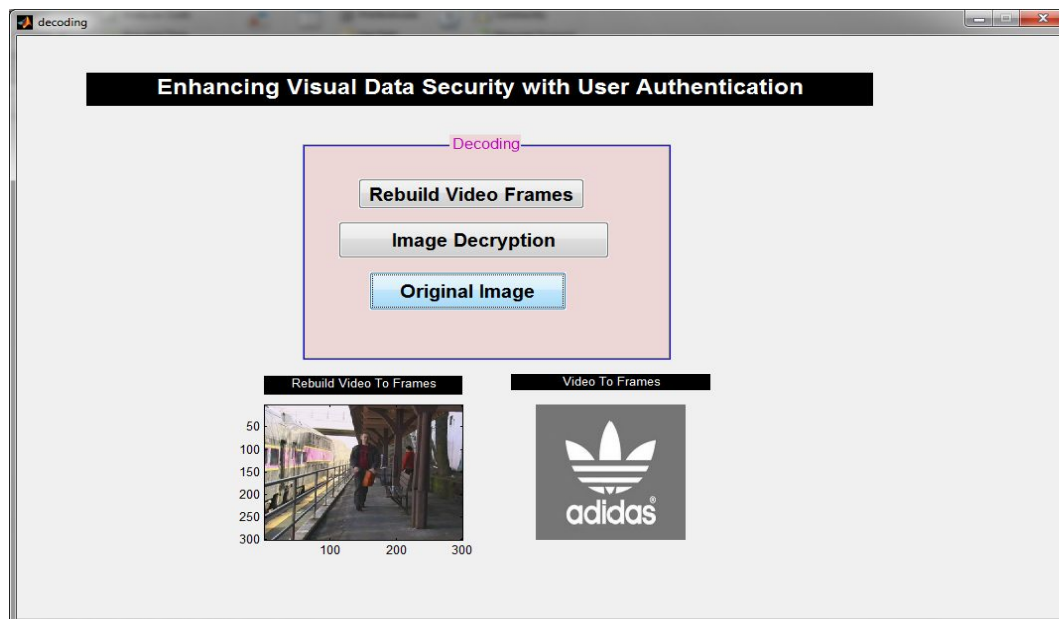 decoding
Enhancing Visual Data Security with User Authentication
Decoding
Rebuild Video Frames
Image Decryption
Original Image
Rebuild Video To Frames
Video To Frames
50
100
150
200
250
300
100 200 300
adidas®